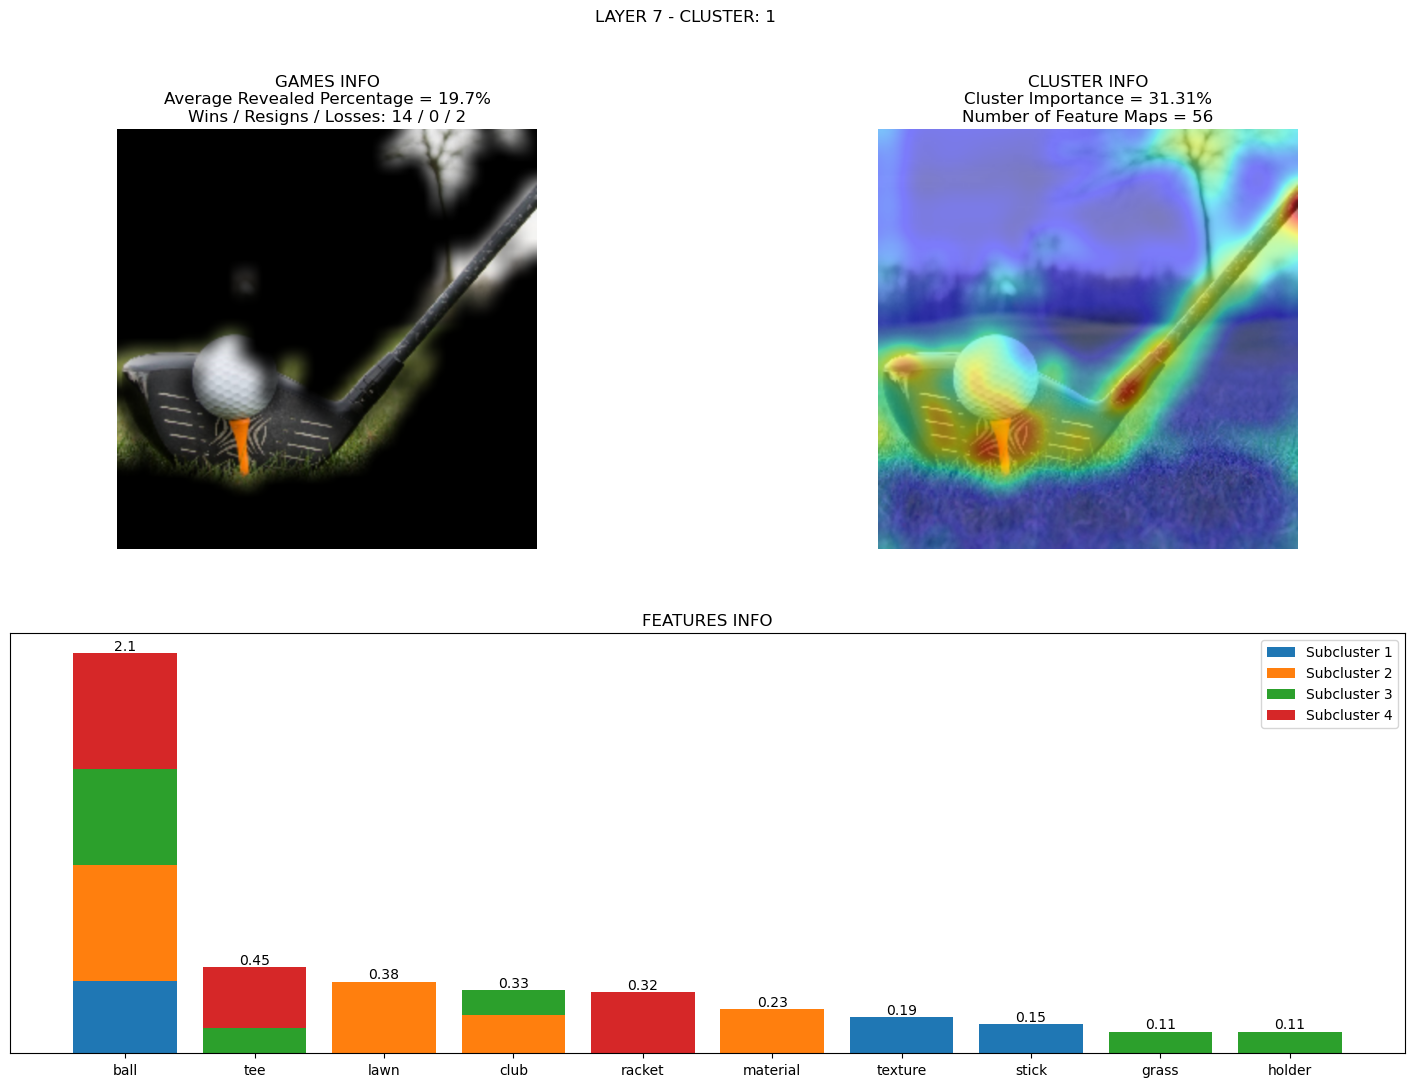 LAYER 7 - CLUSTER: 1
GAMES INFO
Average Revealed Percentage = 19.7%
Wins / Resigns / Losses: 14 / 0 / 2
CLUSTER INFO
Cluster Importance = 31.31%
Number of Feature Maps = 56
FEATURES INFO
2.1
0.45
0.38
0.33
0.32
0.23
0.19
0.15
0.11
0.11
Subcluster 1
Subcluster 2
Subcluster 3
Subcluster 4
ball
tee
lawn
club
racket
material
texture
stick
grass
holder